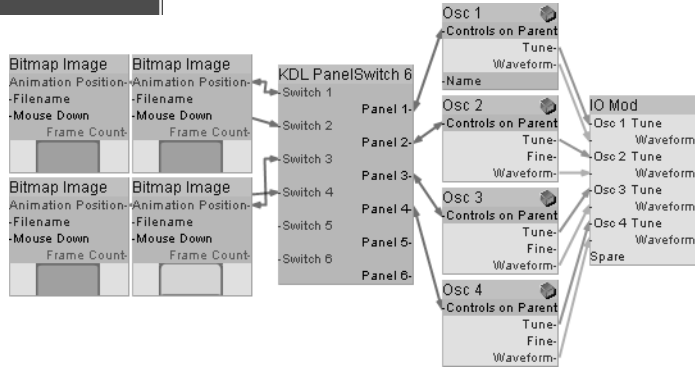 Bitmap Image
Animation Position-
-Filename
-Mouse Down
Frame Count-
Bitmap Image
-Animation Position-
-Filename
-Mouse Down
Frame Count-
Bitmap Image
Animation Position-
-Filename
-Mouse Down
Frame Count-
Bitmap Image
-Animation Position-
-Filename
-Mouse Down
Frame Count-
KDL PanelSwitch 6
-Switch 1
Panel 1-
-Switch 2
Panel 2-
-Switch 3
Panel 3-
-Switch 4
Panel 4-
-Switch 5
Panel 5-
-Switch 6
Panel 6-
Osc 1
-Controls on Parent
Tune-
Waveform-
-Name
Osc 2
-Controls on Parent
Tune-
Fine-
Waveform-
Osc 3
-Controls on Parent
Tune-
Fine-
Waveform-
Osc 4
-Controls on Parent
Tune-
Fine-
Waveform-
IO Mod
-Osc 1 Tune
Waveform
-Osc 2 Tune
Waveform
-Osc 3 Tune
Waveform
-Osc 4 Tune
Waveform
Spare